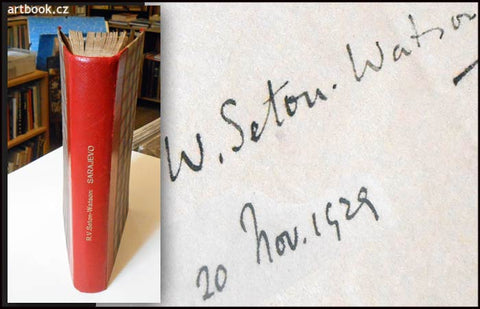 artbook.cz
R.V. Seton-Watson: SARAJEVO
W. Seton-Watson
20 Nov. 1929